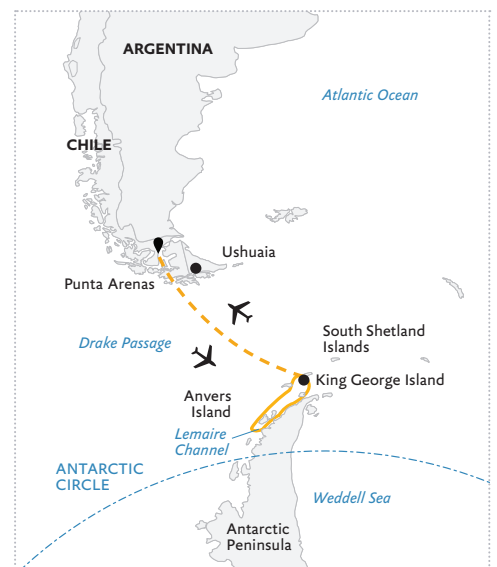 ARGENTINA
Atlantic Ocean
CHILE
Ushuaia
Punta Arenas
Drake Passage
South Shetland
Islands
King George Island
Anvers
Island
Lemaire
Channel
ANTARCTIC
CIRCLE
Weddell Sea
Antarctic
Peninsula